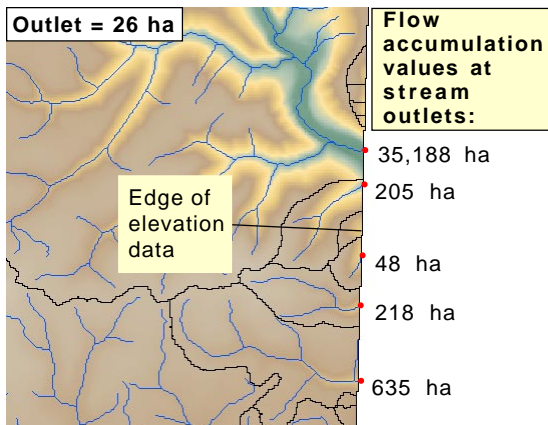 Outlet = 26 ha
Flow
accumulation
values at
stream
outlets:
35,188 ha
205 ha
Edge of
elevation
data
48 ha
218 ha
635 ha